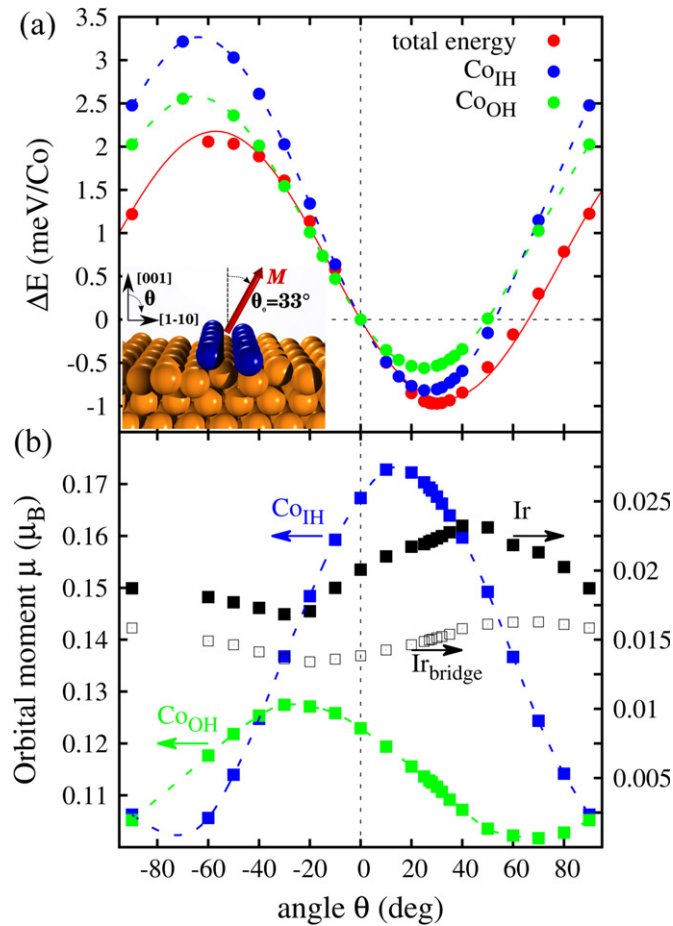 (a)
3.5
3
2.5
2
1.5
1
0.5
0
-0.5
-1
ΔE (meV/Co)
total energy
Co_IH
Co_OH
[001]
θ
[1-10]
M
θ_o=33°
(b)
0.17
0.16
0.15
0.14
0.13
0.12
0.11
Orbital moment μ (μ_B)
Co_IH
Ir
Ir_bridge
Co_OH
0.025
0.02
0.015
0.01
0.005
-80 -60 -40 -20 0 20 40 60 80
angle θ (deg)